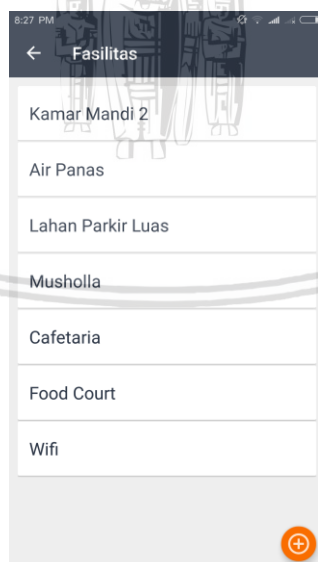 8:27 PM
Fasilitas
Kamar Mandi 2
Air Panas
Lahan Parkir Luas
Musholla
Cafetaria
Food Court
Wifi